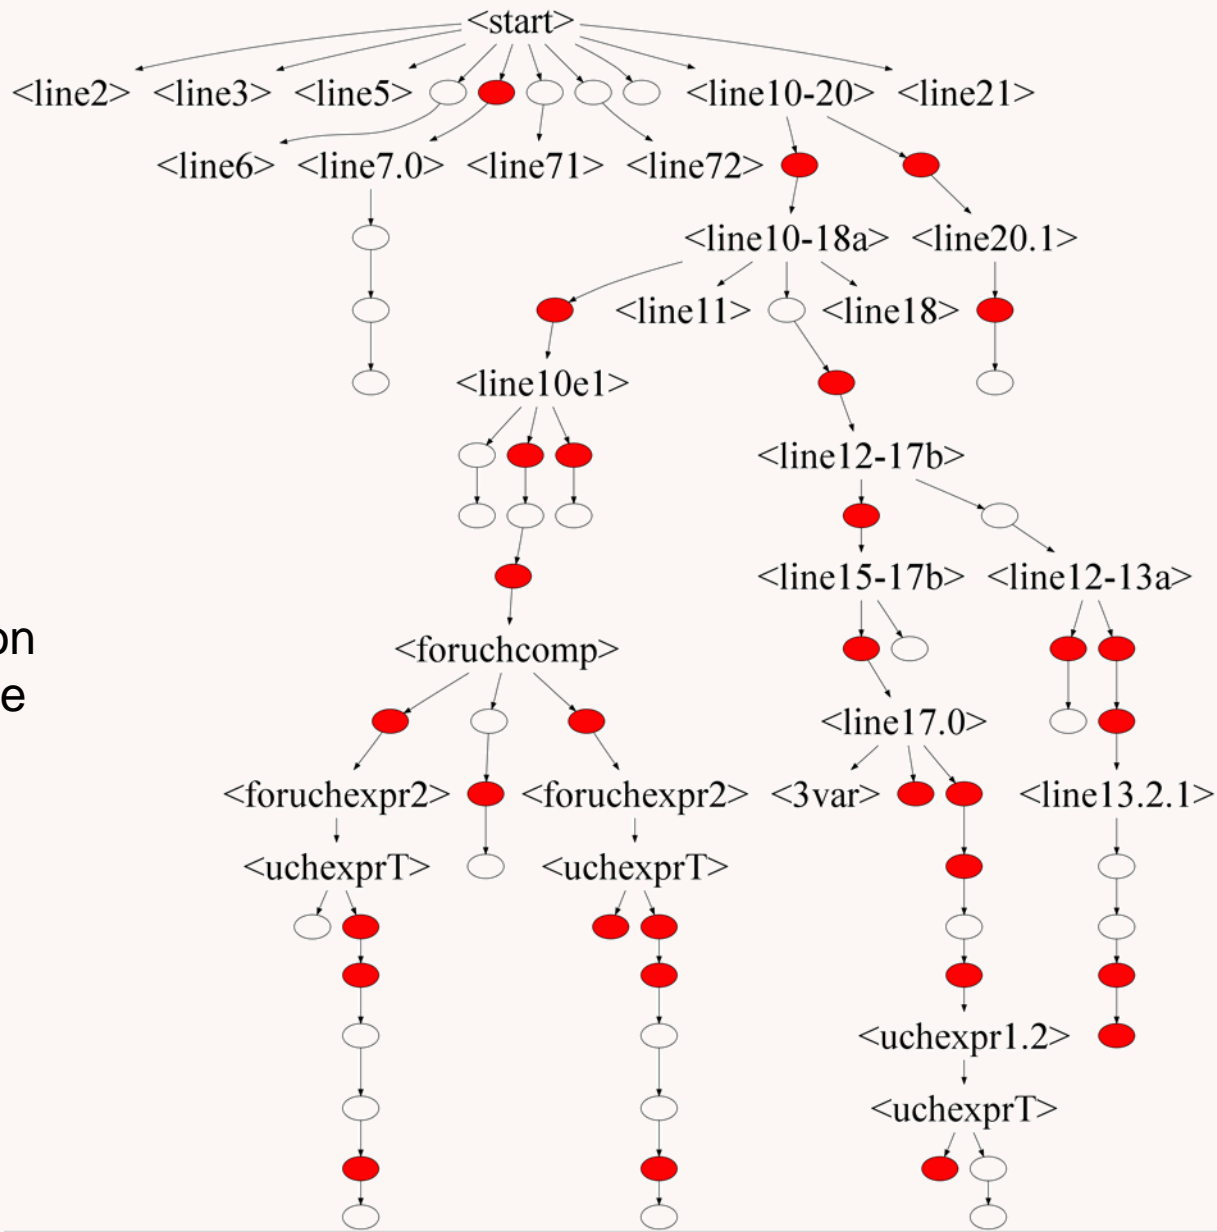 <start>
<line2> <line3> <line5> <line10-20> <line21>
<line6> <line7.0> <line71> <line72>
<line10-18a> <line20.1>
<line11> <line18>
<line10e1>
<line12-17b>
<line15-17b> <line12-13a>
on
<foruchcomp>
e
<line17.0>
<foruchexpr2> <foruchexpr2> <3var> <line13.2.1>
<uchexprT> <uchexprT>
<uchexpr1.2>
<uchexprT>